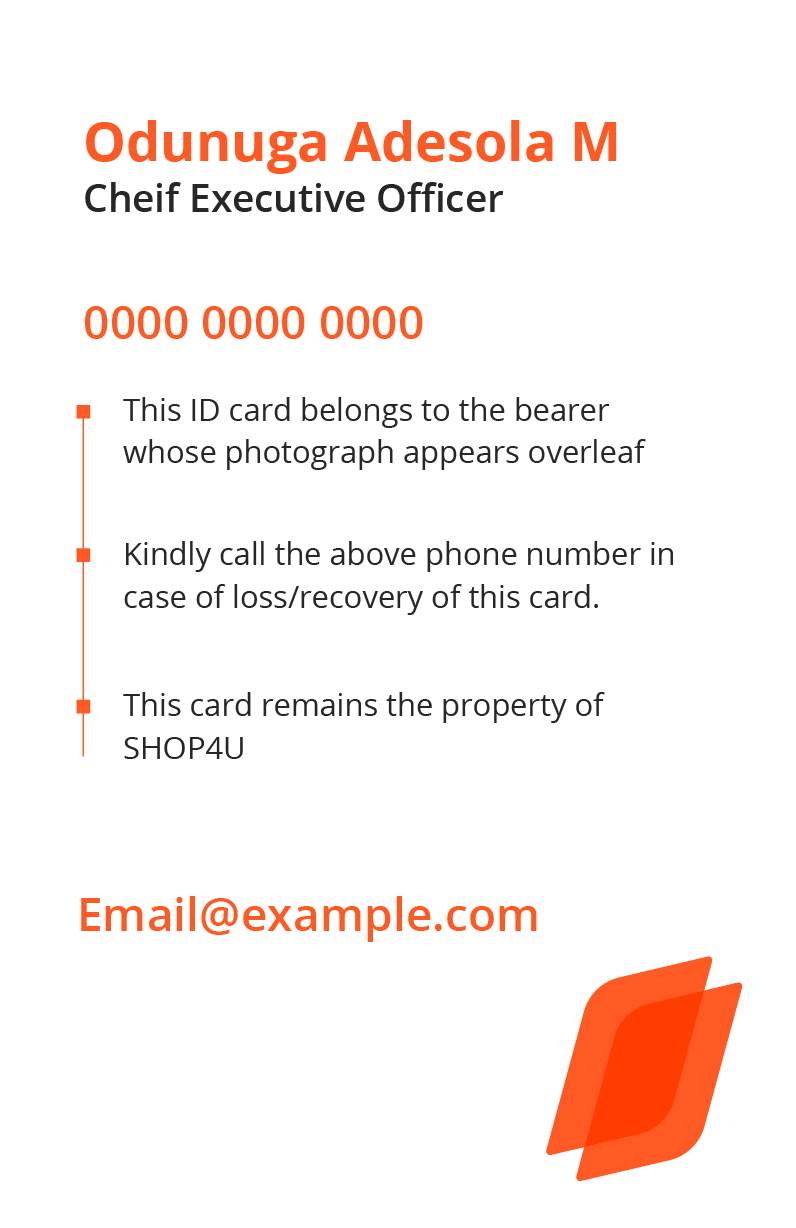 Odunuga Adesola M
Cheif Executive Officer
0000 0000 0000
This ID card belongs to the bearer
whose photograph appears overleaf
Kindly call the above phone number in
case of loss/recovery of this card.
This card remains the property of
SHOP4U
Email@example.com